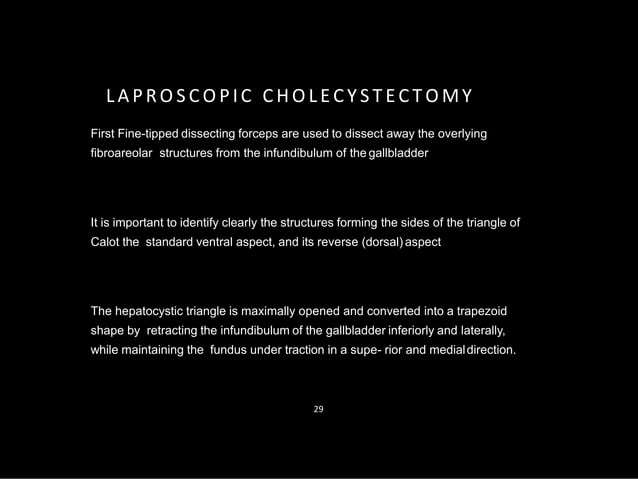 LAPROSCOPIC CHOLECYSTECTOMY
First Fine-tipped dissecting forceps are used to dissect away the overlying
fibroareolar structures from the infundibulum of the gallbladder
It is important to identify clearly the structures forming the sides of the triangle of
Calot the standard ventral aspect, and its reverse (dorsal) aspect
The hepatocystic triangle is maximally opened and converted into a trapezoid
shape by retracting the infundibulum of the gallbladder inferiorly and laterally,
while maintaining the fundus under traction in a supe- rior and medialdirection.
29